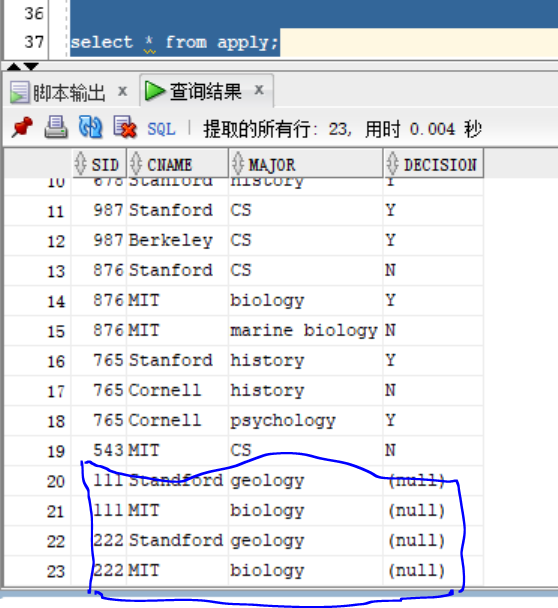 36
37 select * from apply;
脚本输出 × 查询结果 ×
SQL | 提取的所有行: 23, 用时 0.004 秒
SID CNAME MAJOR DECISION
10 678 Stanford history Y
11 987 Stanford CS Y
12 987 Berkeley CS Y
13 876 Stanford CS N
14 876 MIT biology Y
15 876 MIT marine biology N
16 765 Stanford history Y
17 765 Cornell history N
18 765 Cornell psychology Y
19 543 MIT CS N
20 111 Standford geology (null)
21 111 MIT biology (null)
22 222 Standford geology (null)
23 222 MIT biology (null)